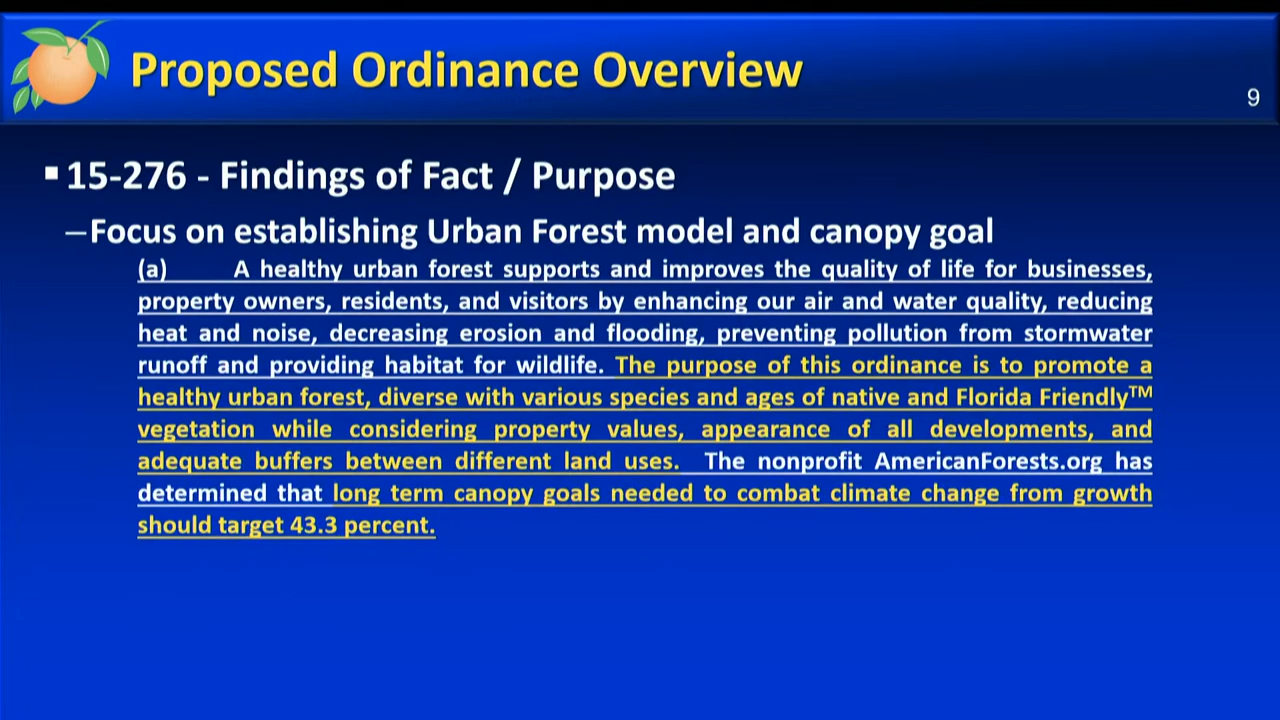 Proposed Ordinance Overview
9
▪ 15-276 - Findings of Fact / Purpose
–Focus on establishing Urban Forest model and canopy goal
(a) A healthy urban forest supports and improves the quality of life for businesses,
property owners, residents, and visitors by enhancing our air and water quality, reducing
heat and noise, decreasing erosion and flooding, preventing pollution from stormwater
runoff and providing habitat for wildlife. The purpose of this ordinance is to promote a
healthy urban forest, diverse with various species and ages of native and Florida Friendly™
vegetation while considering property values, appearance of all developments, and
adequate buffers between different land uses. The nonprofit AmericanForests.org has
determined that long term canopy goals needed to combat climate change from growth
should target 43.3 percent.